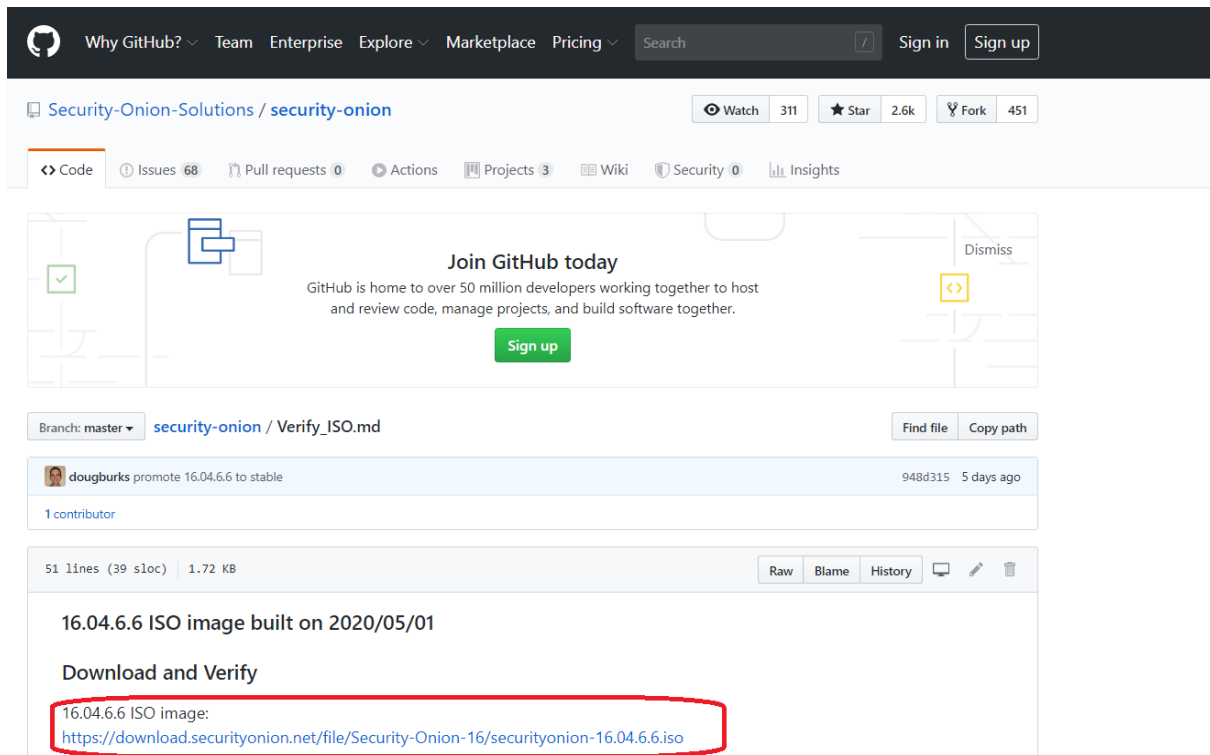 Why GitHub? Team Enterprise Explore Marketplace Pricing Search / Sign in Sign up
Security-Onion-Solutions / security-onion Watch 311 Star 2.6k Fork 451
<> Code Issues 68 Pull requests 0 Actions Projects 3 Wiki Security 0 Insights
Dismiss
Join GitHub today
GitHub is home to over 50 million developers working together to host
and review code, manage projects, and build software together.
Sign up
Branch: master security-onion / Verify_ISO.md Find file Copy path
dougburks promote 16.04.6.6 to stable 948d315 5 days ago
1 contributor
51 lines (39 sloc) 1.72 KB Raw Blame History
16.04.6.6 ISO image built on 2020/05/01
Download and Verify
16.04.6.6 ISO image:
https://download.securityonion.net/file/Security-Onion-16/securityonion-16.04.6.6.iso